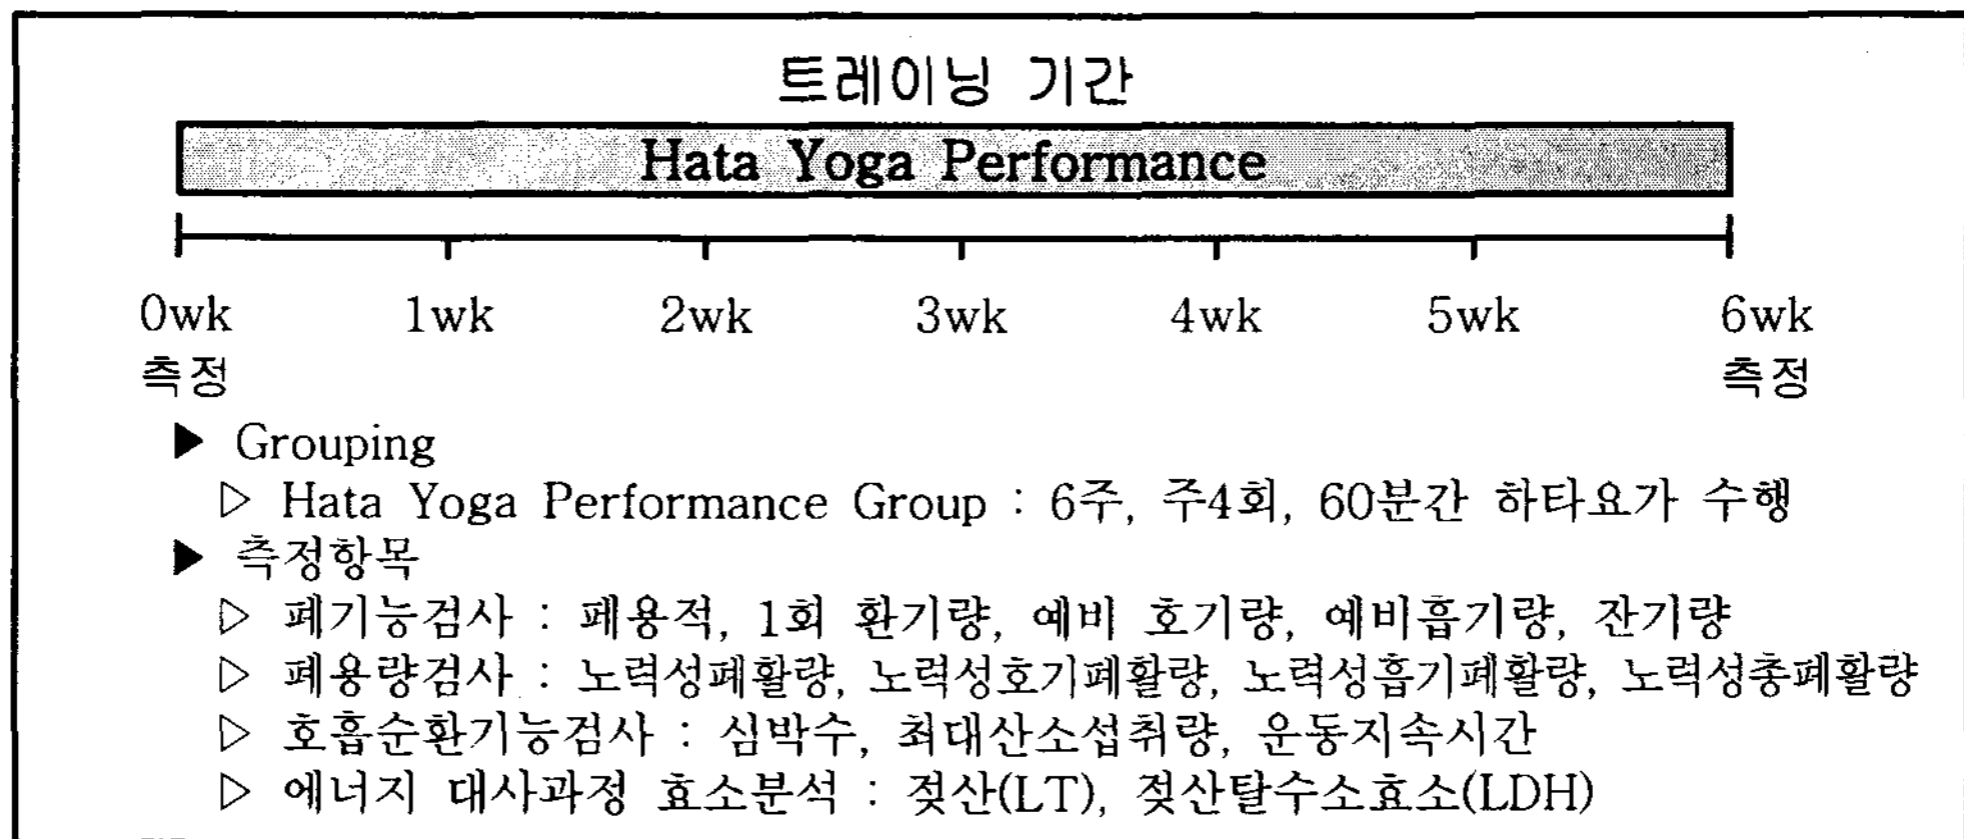 트레이닝 기간
Hata Yoga Performance
0wk 1wk 2wk 3wk 4wk 5wk 6wk
측정 측정
▶ Grouping
▷ Hata Yoga Performance Group : 6주, 주4회, 60분간 하타요가 수행
▶ 측정항목
▷ 폐기능검사 : 폐용적, 1회 환기량, 예비 호기량, 예비흡기량, 잔기량
▷ 폐용량검사 : 노력성폐활량, 노력성호기폐활량, 노력성흡기폐활량, 노력성총폐활량
▷ 호흡순환기능검사 : 심박수, 최대산소섭취량, 운동지속시간
▷ 에너지 대사과정 효소분석 : 젖산(LT), 젖산탈수소효소(LDH)